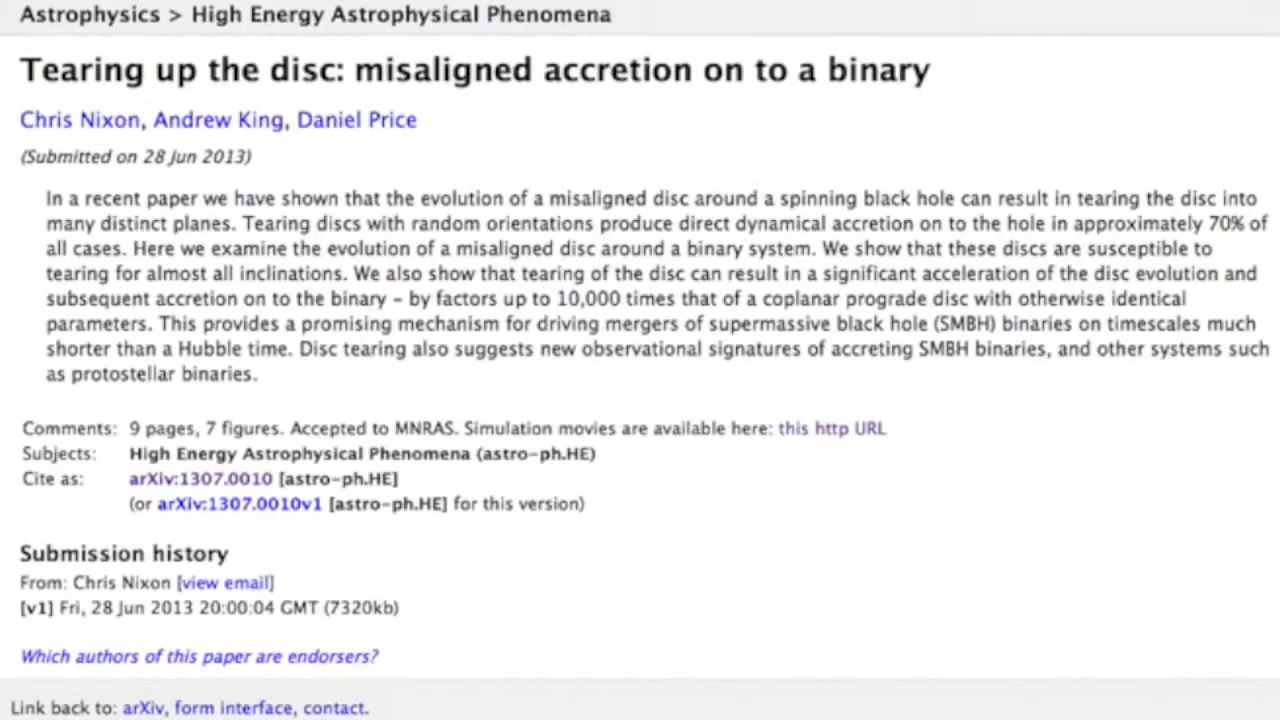 Astrophysics > High Energy Astrophysical Phenomena
Tearing up the disc: misaligned accretion on to a binary
Chris Nixon, Andrew King, Daniel Price
(Submitted on 28 Jun 2013)
In a recent paper we have shown that the evolution of a misaligned disc around a spinning black hole can result in tearing the disc into
many distinct planes. Tearing discs with random orientations produce direct dynamical accretion on to the hole in approximately 70% of
all cases. Here we examine the evolution of a misaligned disc around a binary system. We show that these discs are susceptible to
tearing for almost all inclinations. We also show that tearing of the disc can result in a significant acceleration of the disc evolution and
subsequent accretion on to the binary - by factors up to 10,000 times that of a coplanar prograde disc with otherwise identical
parameters. This provides a promising mechanism for driving mergers of supermassive black hole (SMBH) binaries on timescales much
shorter than a Hubble time. Disc tearing also suggests new observational signatures of accreting SMBH binaries, and other systems such
as protostellar binaries.
Comments: 9 pages, 7 figures. Accepted to MNRAS. Simulation movies are available here: this http URL
Subjects: High Energy Astrophysical Phenomena (astro-ph.HE)
Cite as: arXiv:1307.0010 [astro-ph.HE]
(or arXiv:1307.0010v1 [astro-ph.HE] for this version)
Submission history
From: Chris Nixon [view email]
[v1] Fri, 28 Jun 2013 20:00:04 GMT (7320kb)
Which authors of this paper are endorsers?
Link back to: arXiv, form interface, contact.